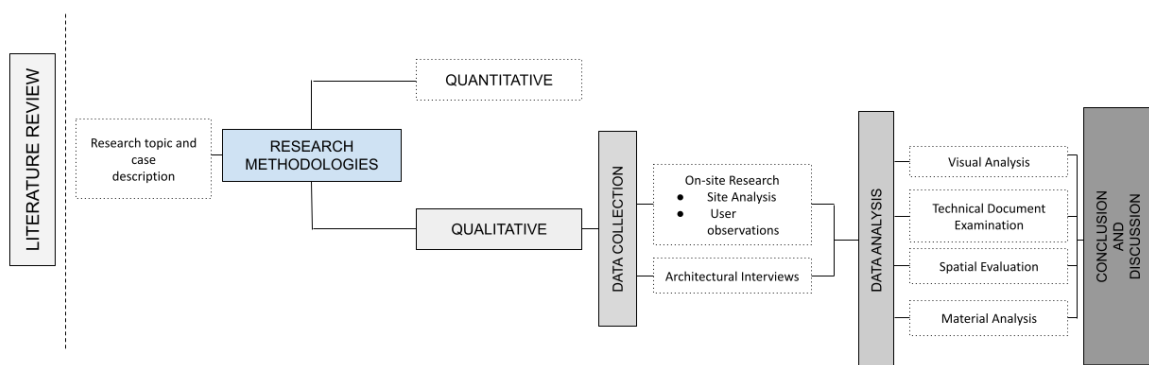 LITERATURE REVIEW
Research topic and
case
description
RESEARCH
METHODOLOGIES
QUANTITATIVE
QUALITATIVE
DATA COLLECTION
On-site Research
● Site Analysis
● User
observations
Architectural Interviews
DATA ANALYSIS
Visual Analysis
Technical Document
Examination
Spatial Evaluation
Material Analysis
CONCLUSION
AND
DISCUSSION